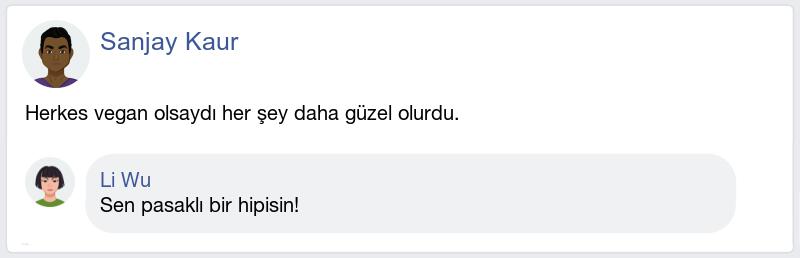 Sanjay Kaur
Herkes vegan olsaydı her şey daha güzel olurdu.
Li Wu
Sen pasaklı bir hipisin!